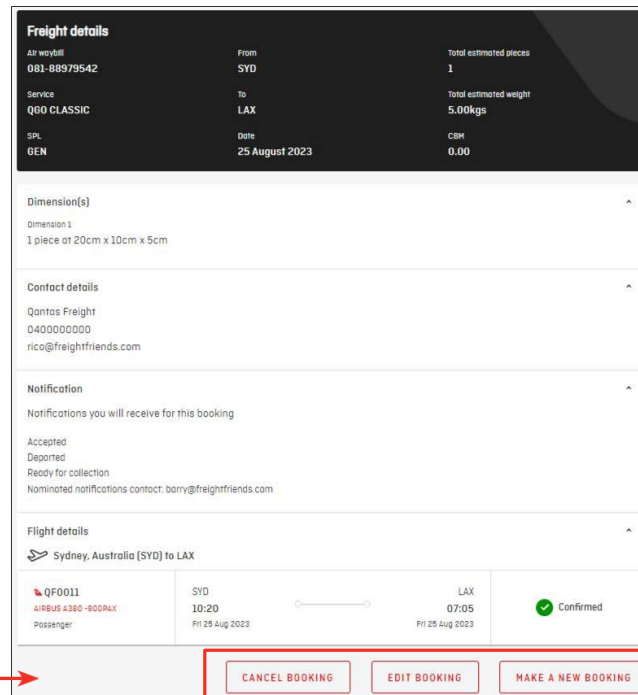 Freight details
Air waybill From Total estimated pieces
081-88979542 SYD 1
Service To Total estimated weight
QGO CLASSIC LAX 5.00kgs
SPL Date CBM
GEN 25 August 2023 0.00
Dimension(s)
Dimension 1
1 piece at 20cm x 10cm x 5cm
Contact details
Qantas Freight
0400000000
rico@freightfriends.com
Notification
Notifications you will receive for this booking
Accepted
Departed
Ready for collection
Nominated notifications contact: barry@freightfriends.com
Flight details
Sydney, Australia (SYD) to LAX
QF0011 SYD LAX
AIRBUS A380 -800PAX 10:20 07:05 Confirmed
Passenger Fri 25 Aug 2023 Fri 25 Aug 2023
CANCEL BOOKING EDIT BOOKING MAKE A NEW BOOKING